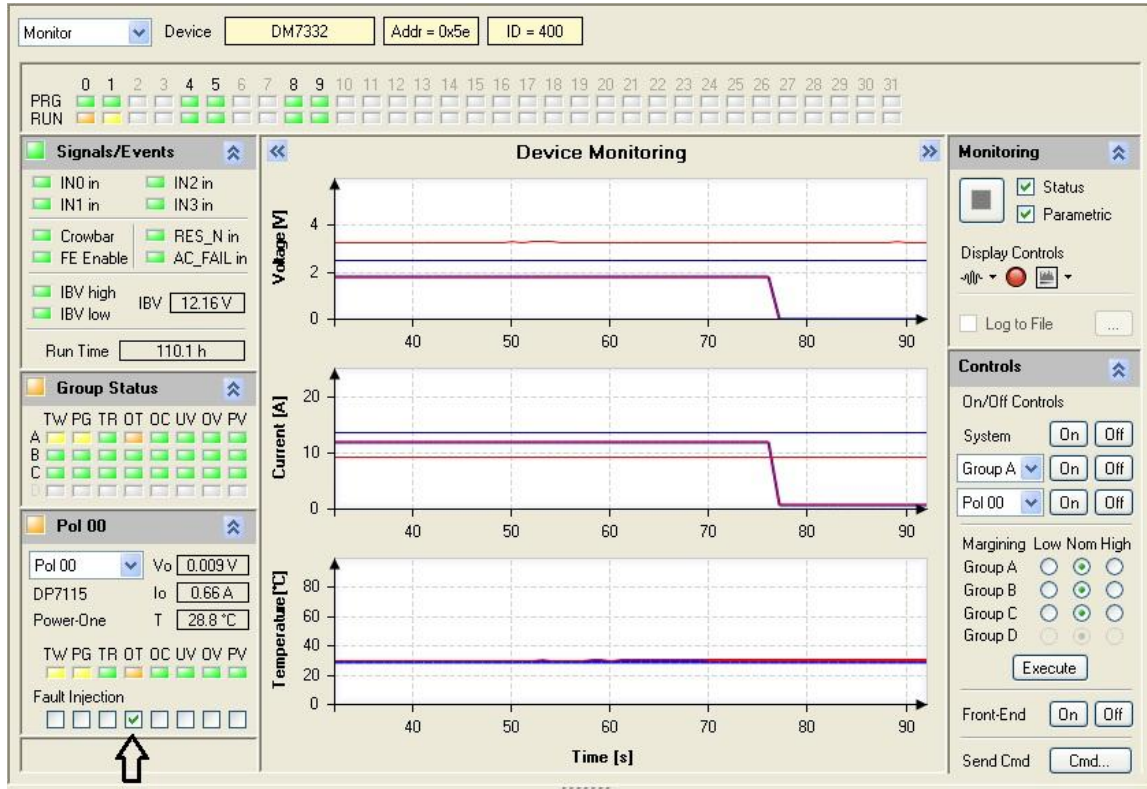 Monitor Device DM7332 Addr = 0x5e ID = 400
0 1 2 3 4 5 6 7 8 9 10 11 12 13 14 15 16 17 18 19 20 21 22 23 24 25 26 27 28 29 30 31
PRG
RUN
Signals/Events
IN0 in IN2 in
IN1 in IN3 in
Crowbar RES_N in
FE Enable AC_FAIL in
IBV high
IBV low
IBV 12.16 V
Run Time 110.1 h
Group Status
TW PG TR OT OC UV OV PV
A
B
C
D
Pol 00
Pol 00 Vo 0.009 V
DP7115 Io 0.66 A
Power-One T 28.8 °C
TW PG TR OT OC UV OV PV
Fault Injection
Device Monitoring
Voltage [V]
4
2
0
40 50 60 70 80 90
Current [A]
20
10
0
40 50 60 70 80 90
Temperature[°C]
80
60
40
20
0
40 50 60 70 80 90
Time [s]
Monitoring
Status
Parametric
Display Controls
Log to File ...
Controls
On/Off Controls
System On Off
Group A On Off
Pol 00 On Off
Margining Low Nom High
Group A
Group B
Group C
Group D
Execute
Front-End On Off
Send Cmd Cmd...